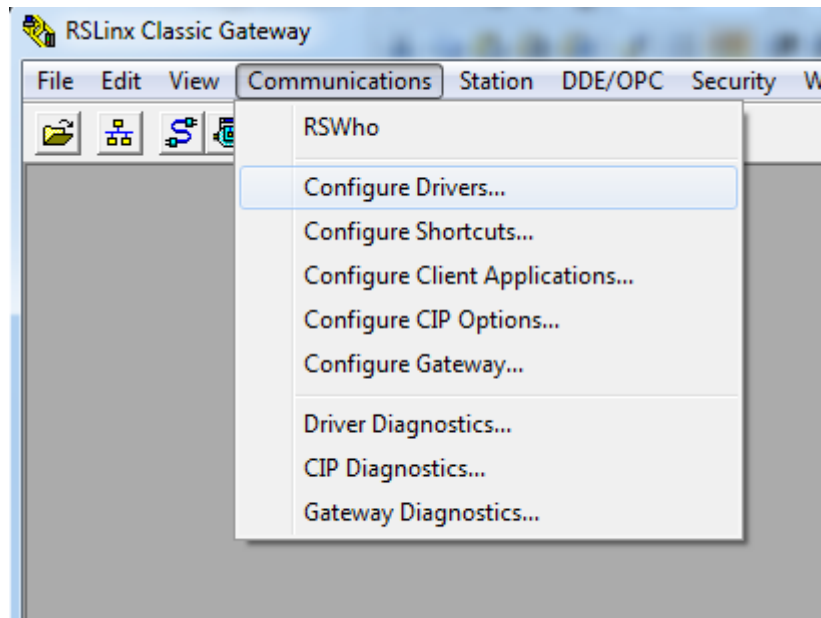 RSLinx Classic Gateway
File Edit View Communications Station DDE/OPC Security
RSWho
Configure Drivers...
Configure Shortcuts...
Configure Client Applications...
Configure CIP Options...
Configure Gateway...
Driver Diagnostics...
CIP Diagnostics...
Gateway Diagnostics...